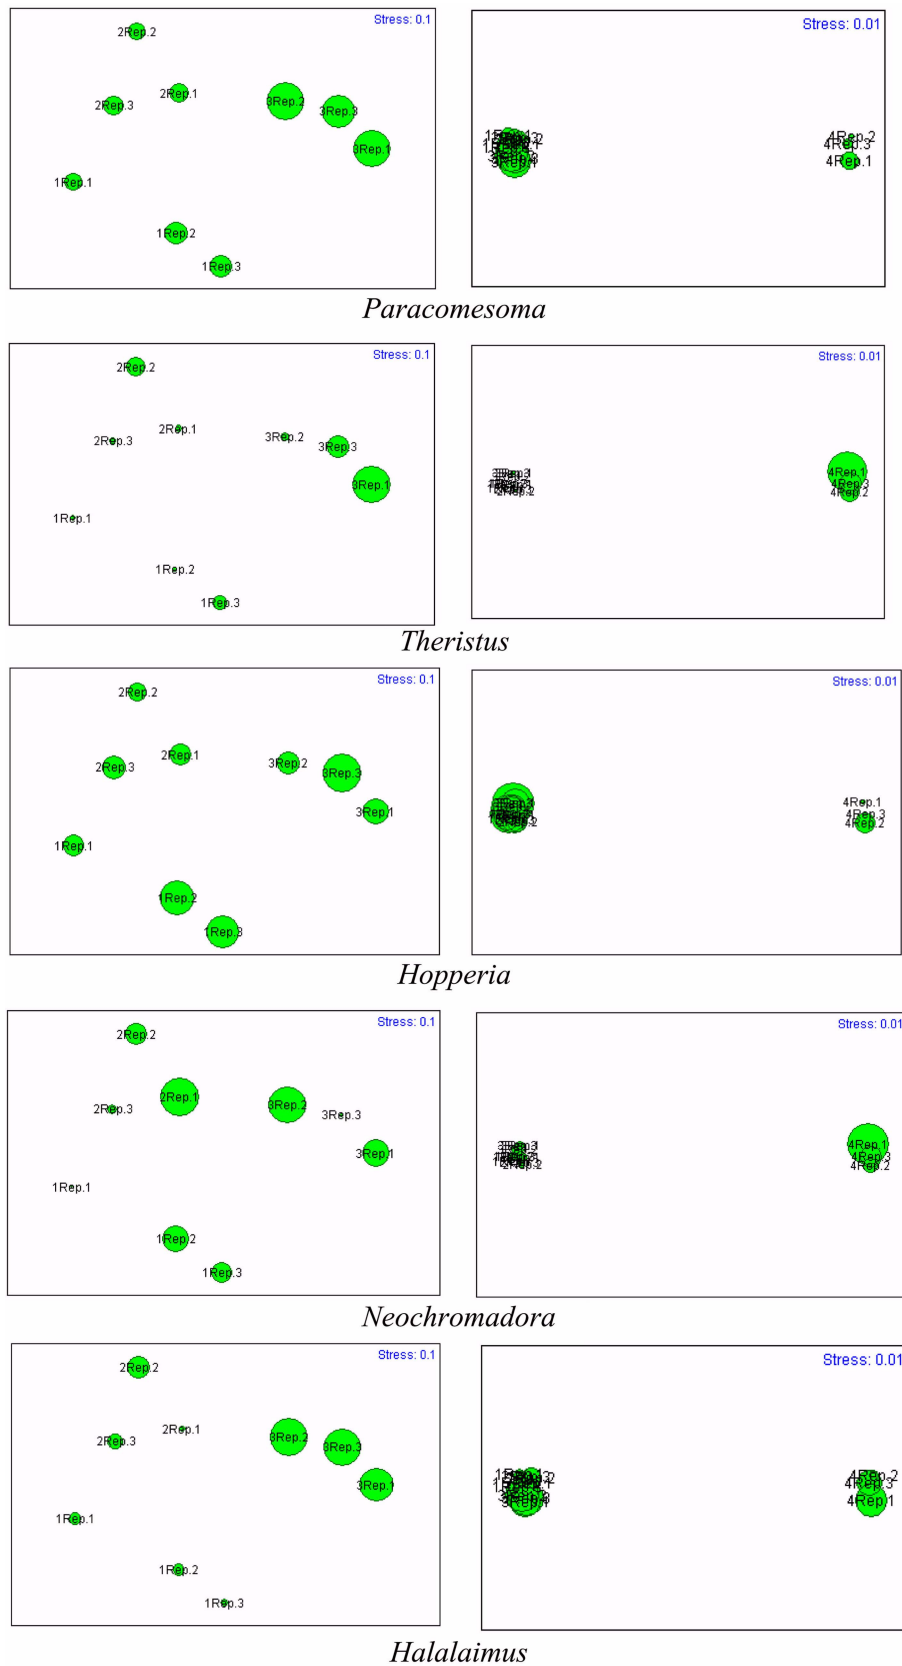 Stress: 0.1
2Rep.2
2Rep.3
2Rep.1
3Rep.2
3Rep.3
3Rep.1
1Rep.1
1Rep.2
1Rep.3
Stress: 0.01
4Rep.2
4Rep.3
4Rep.1
Paracomesoma
Stress: 0.1
2Rep.2
2Rep.3
2Rep.1
3Rep.2
3Rep.3
3Rep.1
1Rep.1
1Rep.2
1Rep.3
Stress: 0.01
4Rep.1
4Rep.3
4Rep.2
Theristus
Stress: 0.1
2Rep.2
2Rep.3
2Rep.1
3Rep.2
3Rep.3
3Rep.1
1Rep.1
1Rep.2
1Rep.3
Stress: 0.01
4Rep.1
4Rep.3
4Rep.2
Hopperia
Stress: 0.1
2Rep.2
2Rep.3
2Rep.1
3Rep.2
3Rep.3
3Rep.1
1Rep.1
1Rep.2
1Rep.3
Stress: 0.01
4Rep.1
4Rep.3
4Rep.2
Neochromadora
Stress: 0.1
2Rep.2
2Rep.3
2Rep.1
3Rep.2
3Rep.3
3Rep.1
1Rep.1
1Rep.2
1Rep.3
Stress: 0.01
4Rep.2
4Rep.3
4Rep.1
Halalaimus